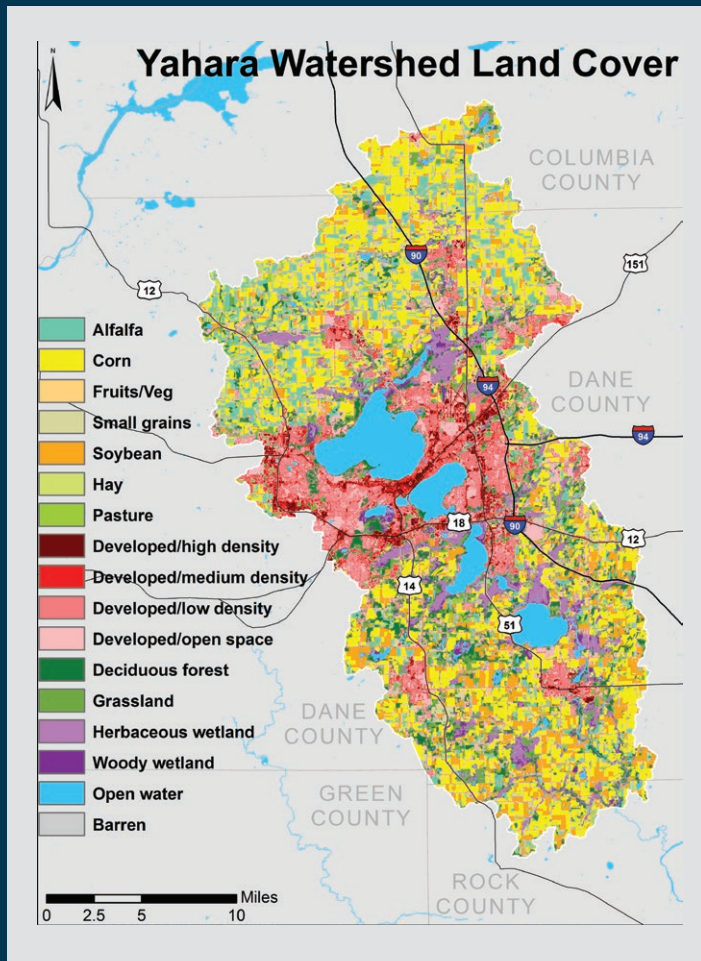 N
Yahara Watershed Land Cover
COLUMBIA
COUNTY
90
151
12
Alfalfa
Corn
Fruits/Veg
Small grains
Soybean
Hay
Pasture
Developed/high density
Developed/medium density
Developed/low density
Developed/open space
Deciduous forest
Grassland
Herbaceous wetland
Woody wetland
Open water
Barren
94
DANE
COUNTY
94
18
90
12
14
51
DANE
COUNTY
GREEN
COUNTY
ROCK
COUNTY
Miles
0 2.5 5 10